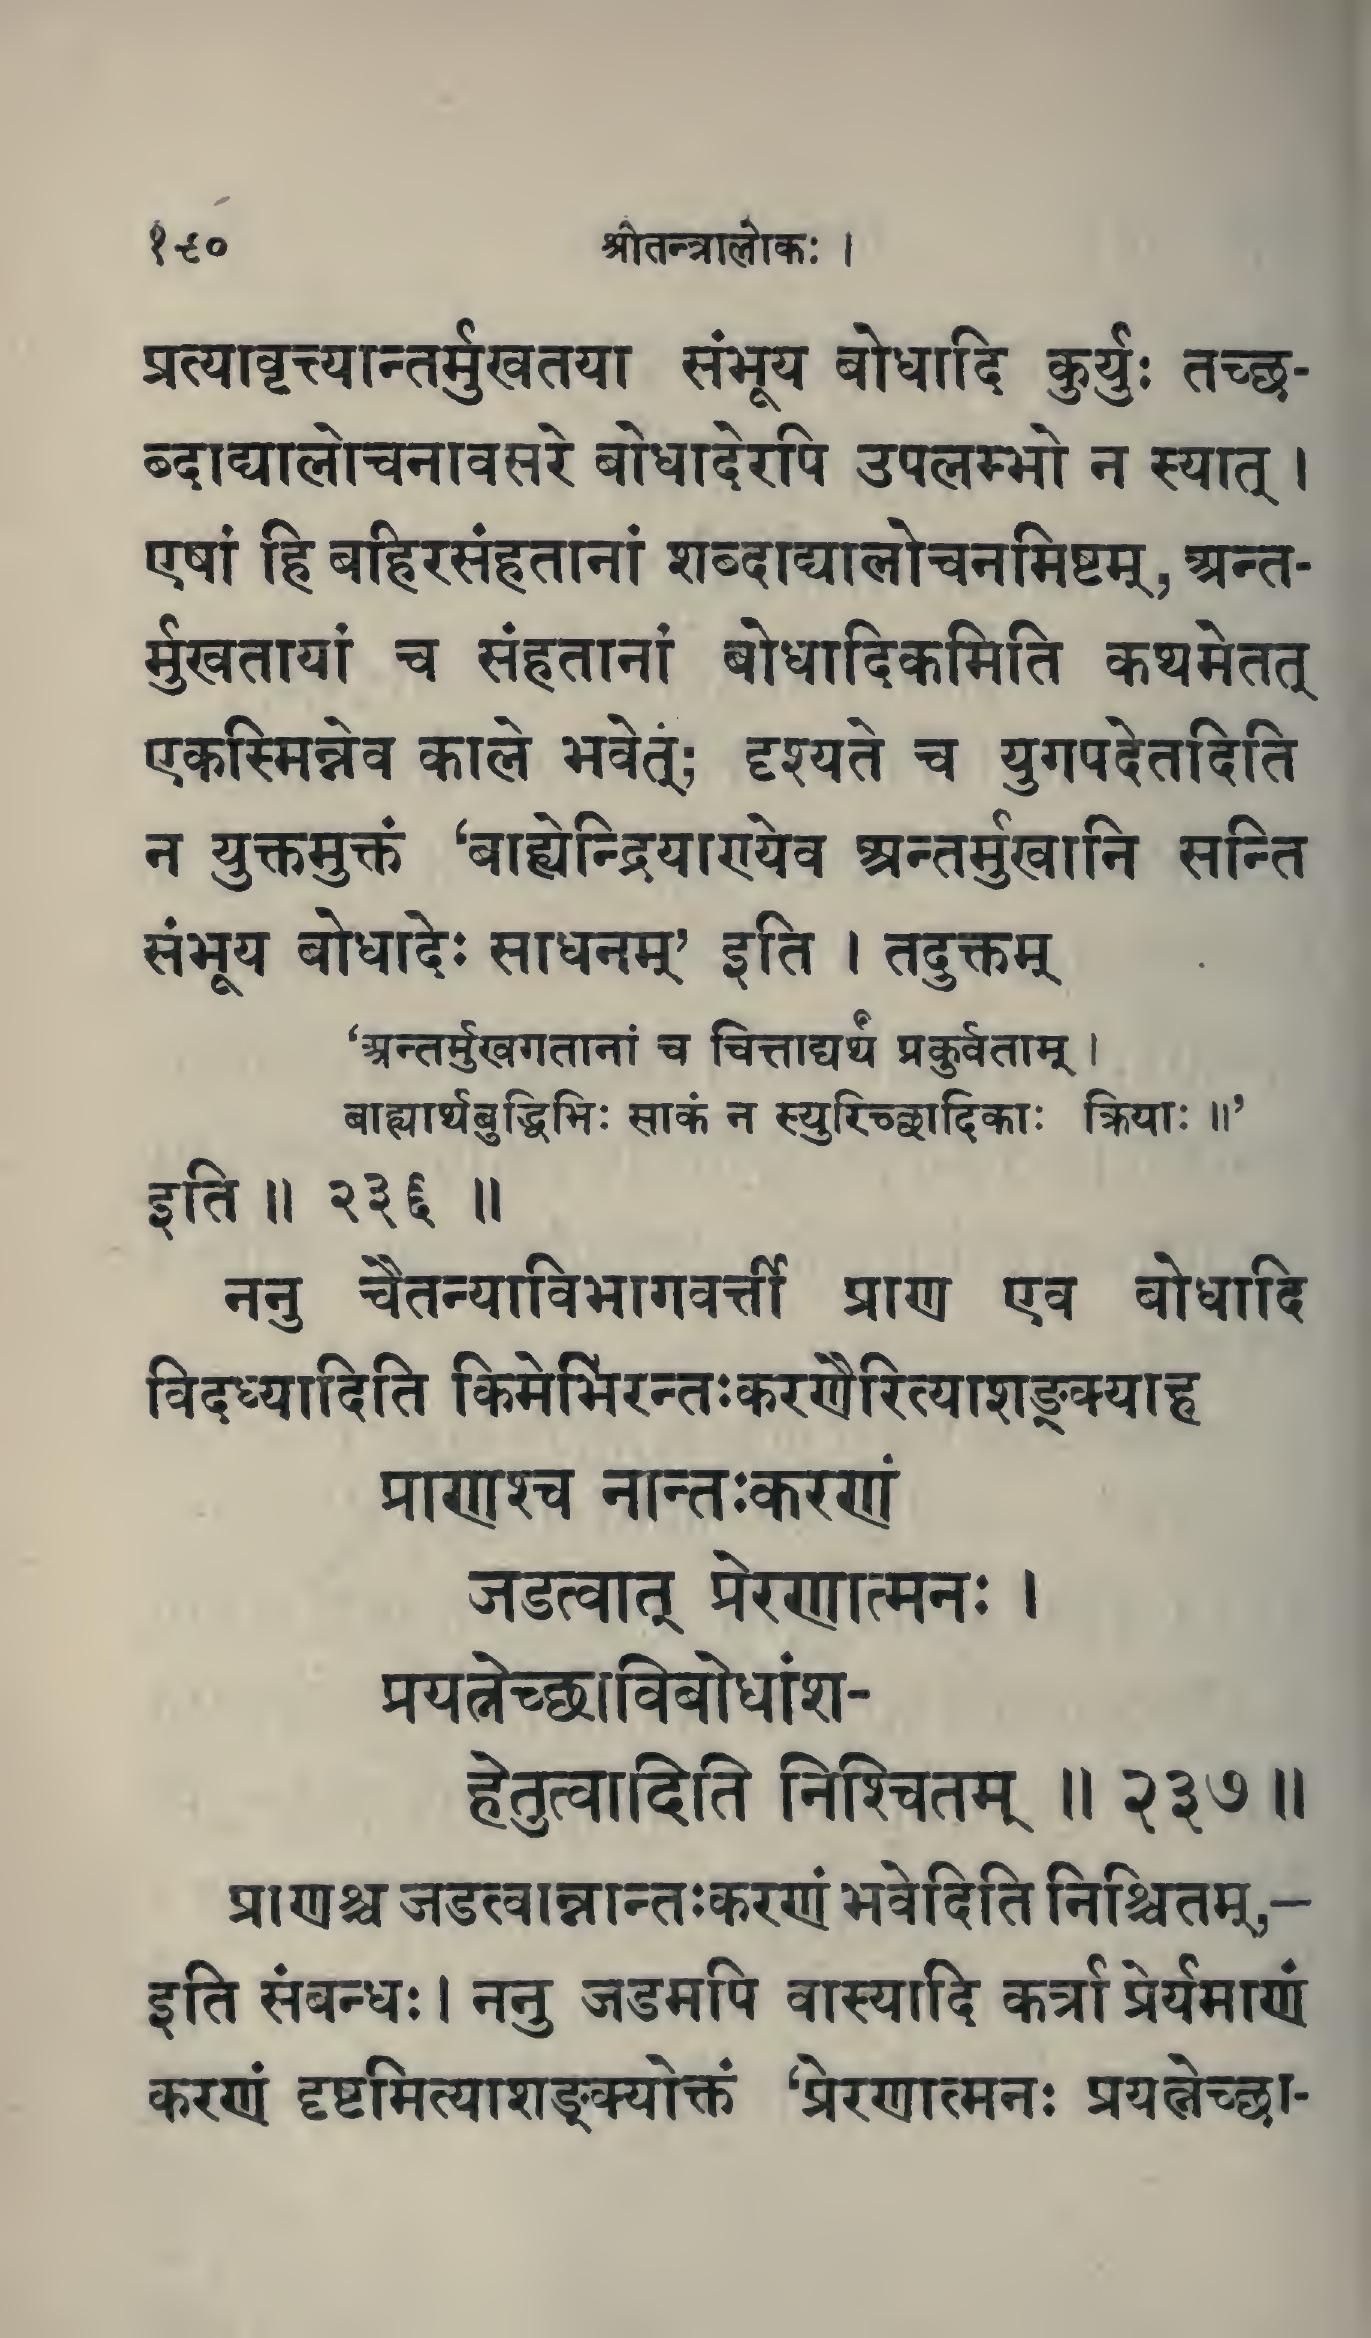 १९० श्रीतन्त्रालोकः ।
प्रत्यावृत्त्यान्तर्मुखतया संभूय बोधादि कुर्युः तच्छ-
ब्दाद्यालोचनावसरे बोधादेरपि उपलम्भो न स्यात् ।
एषां हि बहिरसंहतानां शब्दाद्यालोचनमिष्टम्, अन्त-
र्मुखतायां च संहतानां बोधादिकमिति कथमेतत्
एकस्मिन्नेव काले भवेत्; दृश्यते च युगपदेतदिति
न युक्तमुक्तं ‘बाह्येन्द्रियाण्येव अन्तर्मुखानि सन्ति
संभूय बोधादेः साधनम्’ इति । तदुक्तम्
‘अन्तर्मुखगतानां च चित्ताद्यर्थं प्रकुर्वताम् ।
बाह्यार्थबुद्धिभिः साकं न स्युरिच्छादिकाः क्रियाः ॥’
इति ॥ २३६ ॥
ननु चैतन्याविभागवर्त्ती प्राण एव बोधादि
विदध्यादिति किमेभिरन्तःकरणैरित्याशङ्क्याह
प्राणश्च नान्तःकरणं
जडत्वात् प्रेरणात्मनः ।
प्रयत्नेच्छाविबोधांश-
हेतुत्वादिति निश्चितम् ॥ २३७ ॥
प्राणश्च जडत्वान्नान्तःकरणं भवेदिति निश्चितम्,—
इति संबन्धः । ननु जडमपि वास्यादि कर्त्रा प्रेर्यमाणं
करणं दृष्टमित्याशङ्क्योक्तं ‘प्रेरणात्मनः प्रयत्नेच्छा-